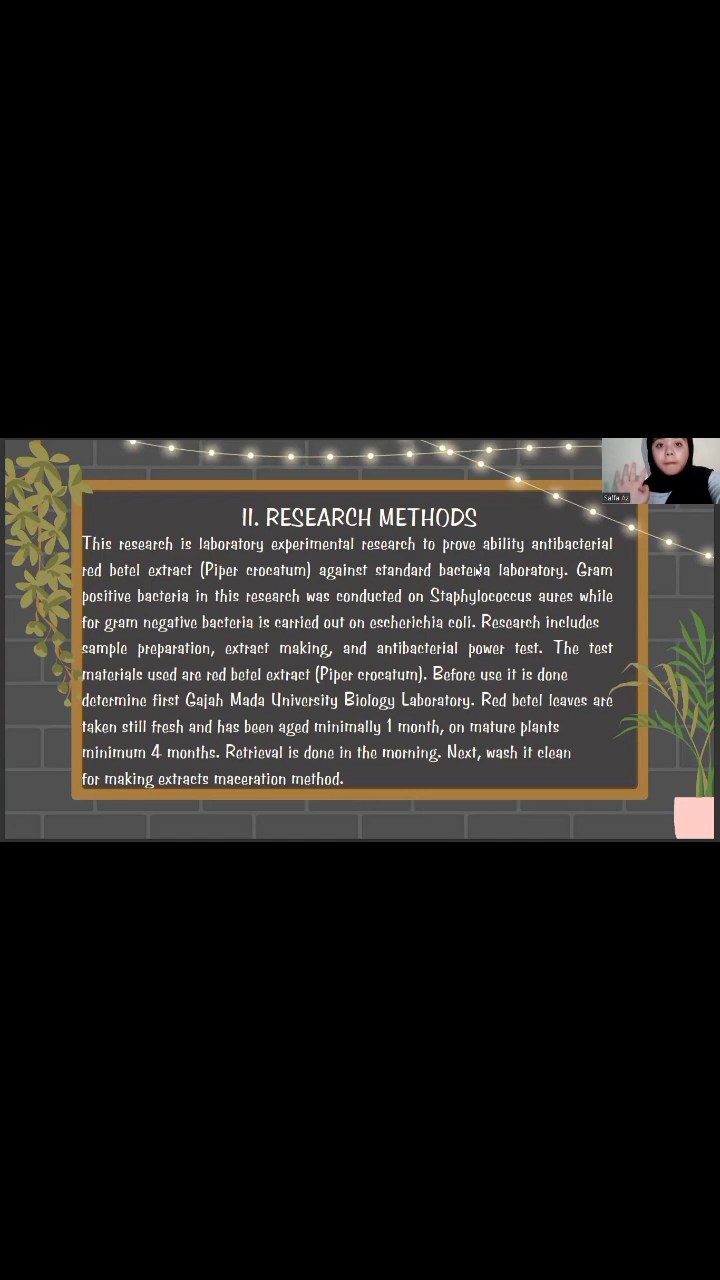 II. RESEARCH METHODS
This research is laboratory experimental research to prove ability antibacterial
red betel extract (Piper crocatum) against standard bacteria laboratory. Gram
positive bacteria in this research was conducted on Staphylococcus aures while
for gram negative bacteria is carried out on escherichia coli. Research includes
sample preparation, extract making, and antibacterial power test. The test
materials used are red betel extract (Piper crocatum). Before use it is done
determine first Gajah Mada University Biology Laboratory. Red betel leaves are
taken still fresh and has been aged minimally 1 month, on mature plants
minimum 4 months. Retrieval is done in the morning. Next, wash it clean
for making extracts maceration method.
Saffa Az